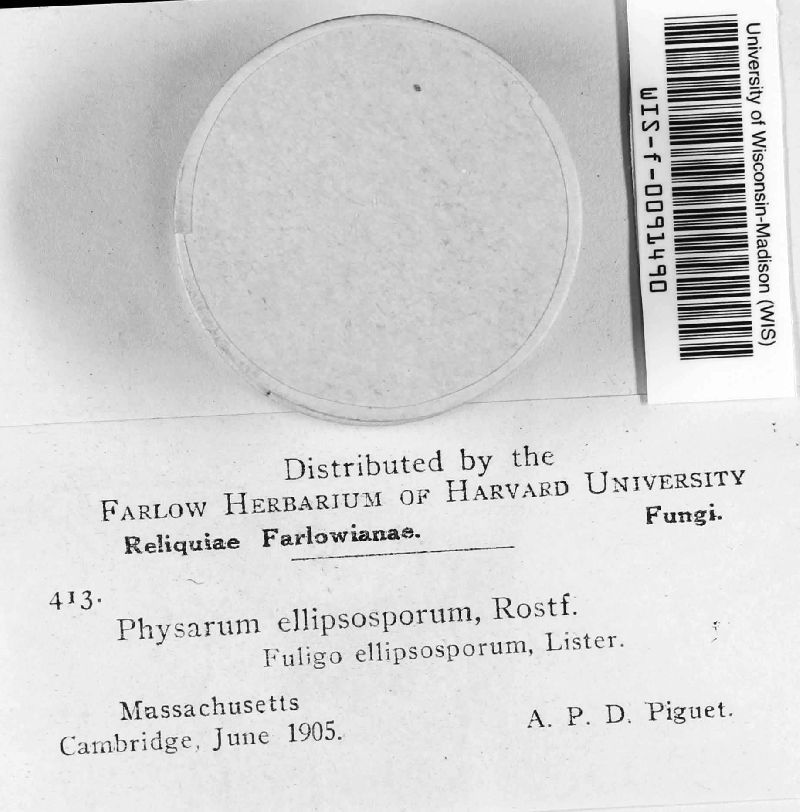 University of Wisconsin-Madison (WIS)
WIS-f-0091490
Distributed by the
FARLOW HERBARIUM OF HARVARD UNIVERSITY
Reliquiae Farlowianae. Fungi.
413.
Physarum ellipsosporum, Rostf.
Fuligo ellipsosporum, Lister.
Massachusetts
Cambridge, June 1905. A. P. D. Piguet.